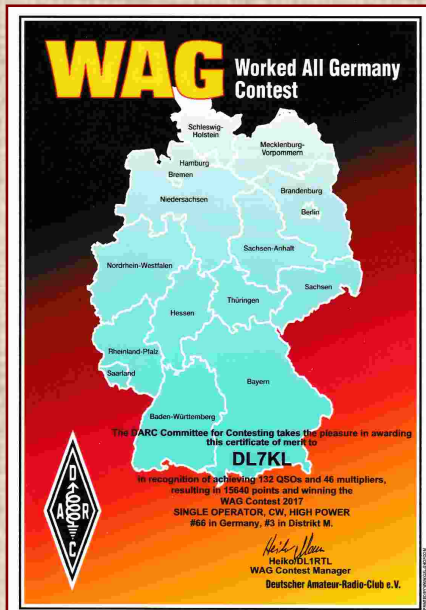 WAG Worked All Germany
Contest
Schleswig-
Holstein
Mecklenburg-
Vorpommern
Hamburg
Bremen
Niedersachsen
Brandenburg
Berlin
Sachsen-Anhalt
Nordrhein-Westfalen
Sachsen
Thüringen
Hessen
Rheinland-Pfalz
Saarland
Bayern
Baden-Württemberg
The DARC Committee for Contesting takes the pleasure in awarding
this certificate of merit to
DL7KL
in recognition of achieving 132 QSOs and 46 multipliers,
resulting in 15640 points and winning the
WAG Contest 2017
SINGLE OPERATOR, CW, HIGH POWER
#66 in Germany, #3 in Distrikt M.
Heiko/DL1RTL
WAG Contest Manager
Deutscher Amateur-Radio-Club e.V.
D
A R
C